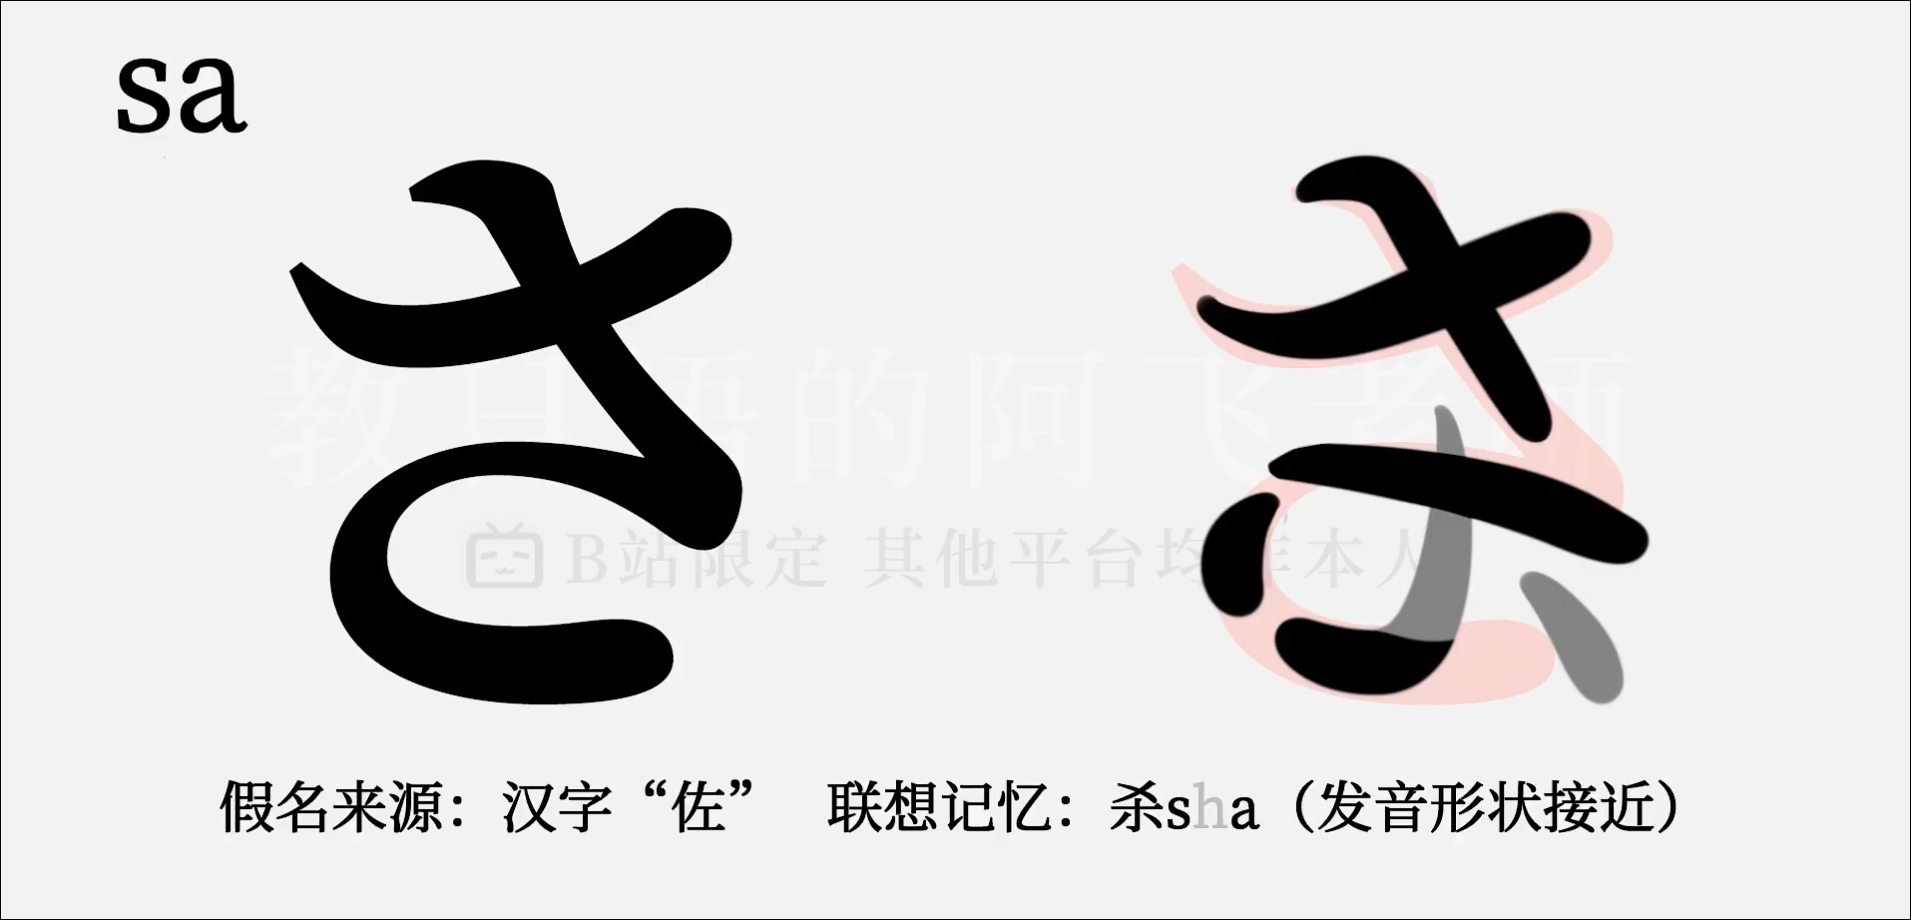 sa
さ 杀
教日语的阿飞老师
B站限定 其他平台均非本人
假名来源：汉字“佐” 联想记忆：杀sha（发音形状接近）